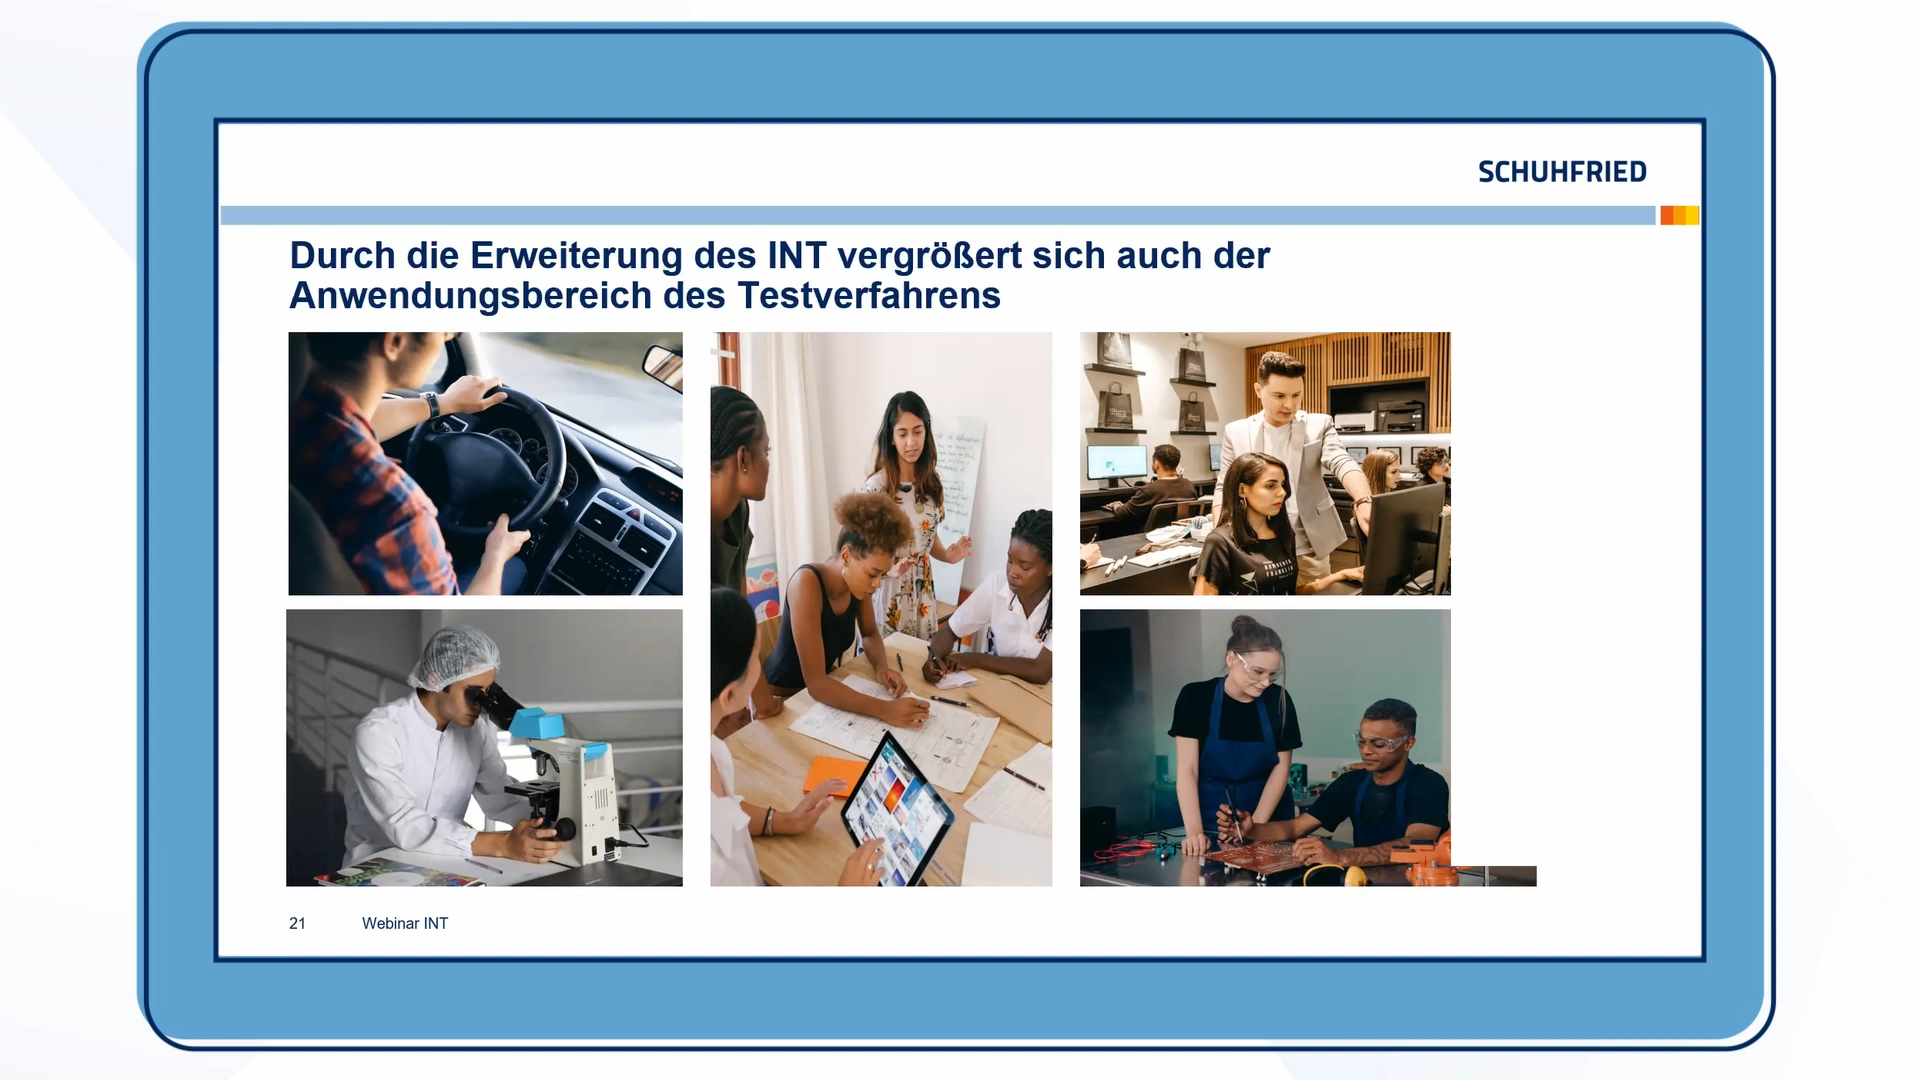 SCHUHFRIED
Durch die Erweiterung des INT vergrößert sich auch der
Anwendungsbereich des Testverfahrens
21
Webinar INT